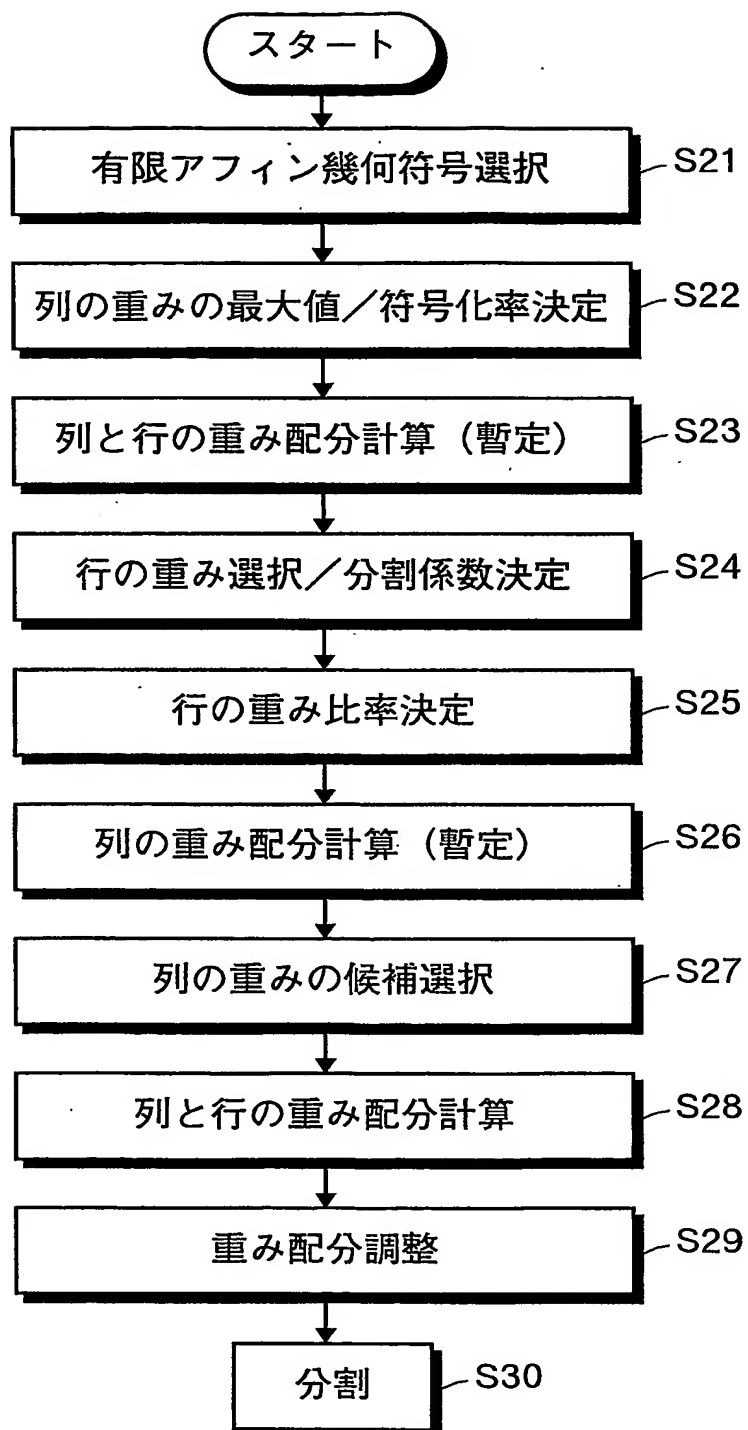 スタート
有限アフィン幾何符号選択 S21
列の重みの最大値／符号化率決定 S22
列と行の重み配分計算（暫定） S23
行の重み選択／分割係数決定 S24
行の重み比率決定 S25
列の重み配分計算（暫定） S26
列の重みの候補選択 S27
列と行の重み配分計算 S28
重み配分調整 S29
分割 S30